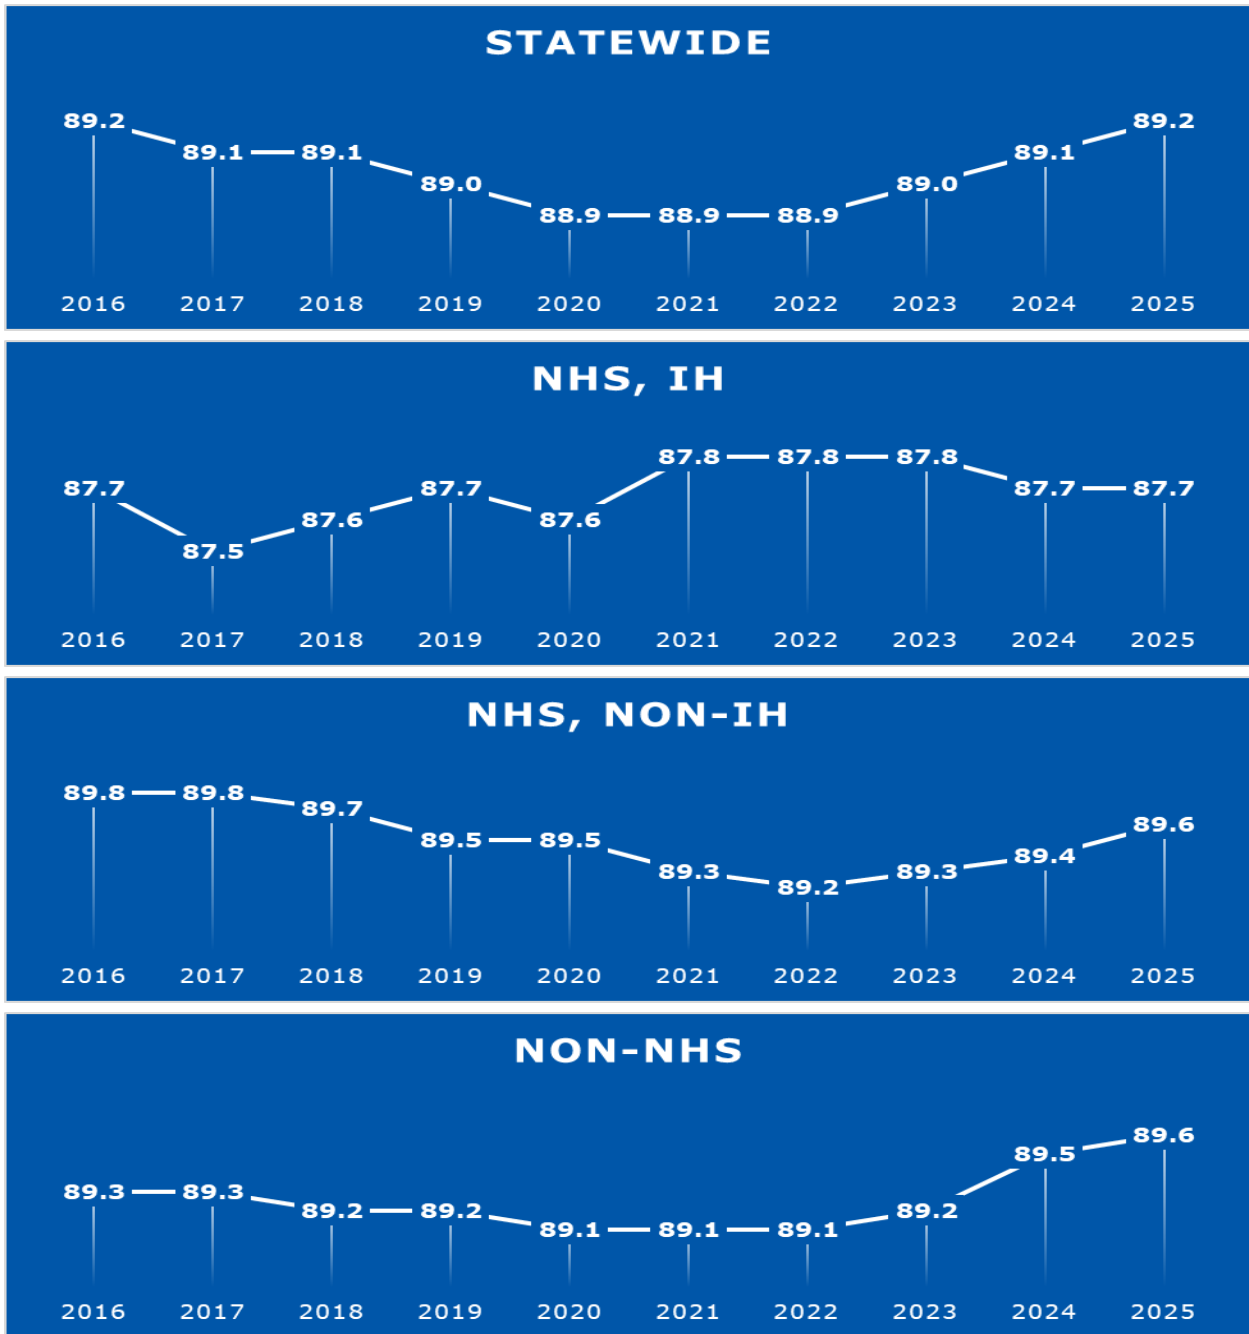 STATEWIDE
89.2 89.1 89.1 89.0 88.9 88.9 88.9 89.0 89.1 89.2
2016 2017 2018 2019 2020 2021 2022 2023 2024 2025
NHS, IH
87.7 87.5 87.6 87.7 87.6 87.8 87.8 87.8 87.7 87.7
2016 2017 2018 2019 2020 2021 2022 2023 2024 2025
NHS, NON-IH
89.8 89.8 89.7 89.5 89.5 89.3 89.2 89.3 89.4 89.6
2016 2017 2018 2019 2020 2021 2022 2023 2024 2025
NON-NHS
89.3 89.3 89.2 89.2 89.1 89.1 89.1 89.2 89.5 89.6
2016 2017 2018 2019 2020 2021 2022 2023 2024 2025